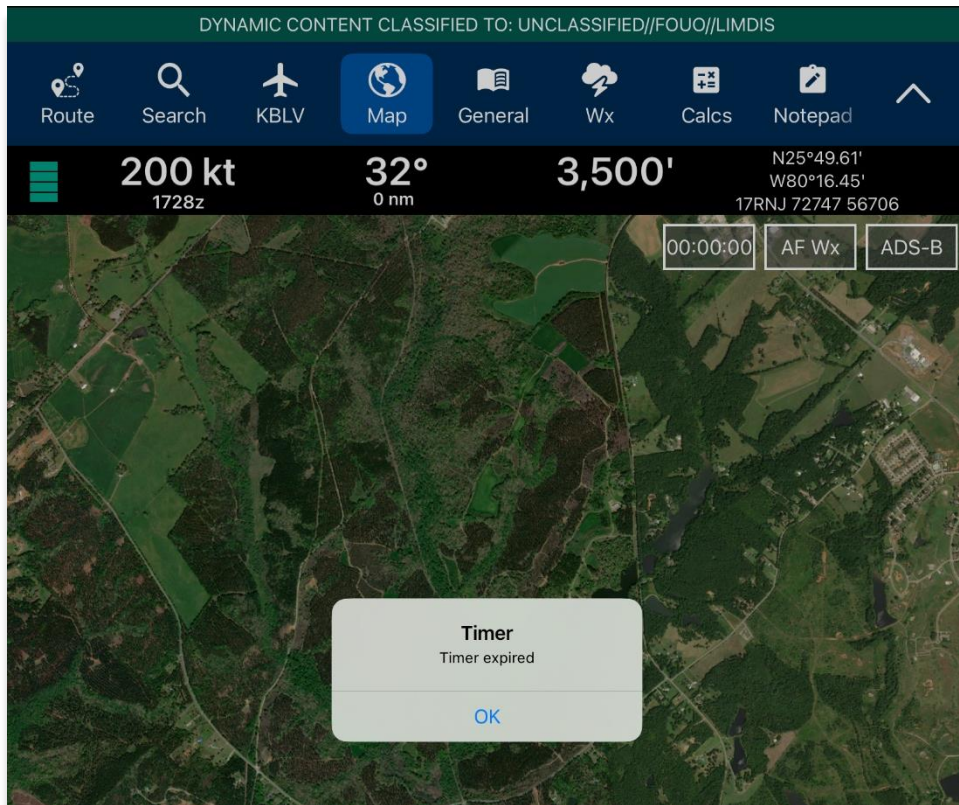 DYNAMIC CONTENT CLASSIFIED TO: UNCLASSIFIED//FOUO//LIMDIS
Route Search KBLV Map General Wx Calcs Notepad
200 kt 32° 3,500' N25°49.61'
W80°16.45'
1728z 0 nm 17RNJ 72747 56706
00:00:00 AF Wx ADS-B
Timer
Timer expired
OK